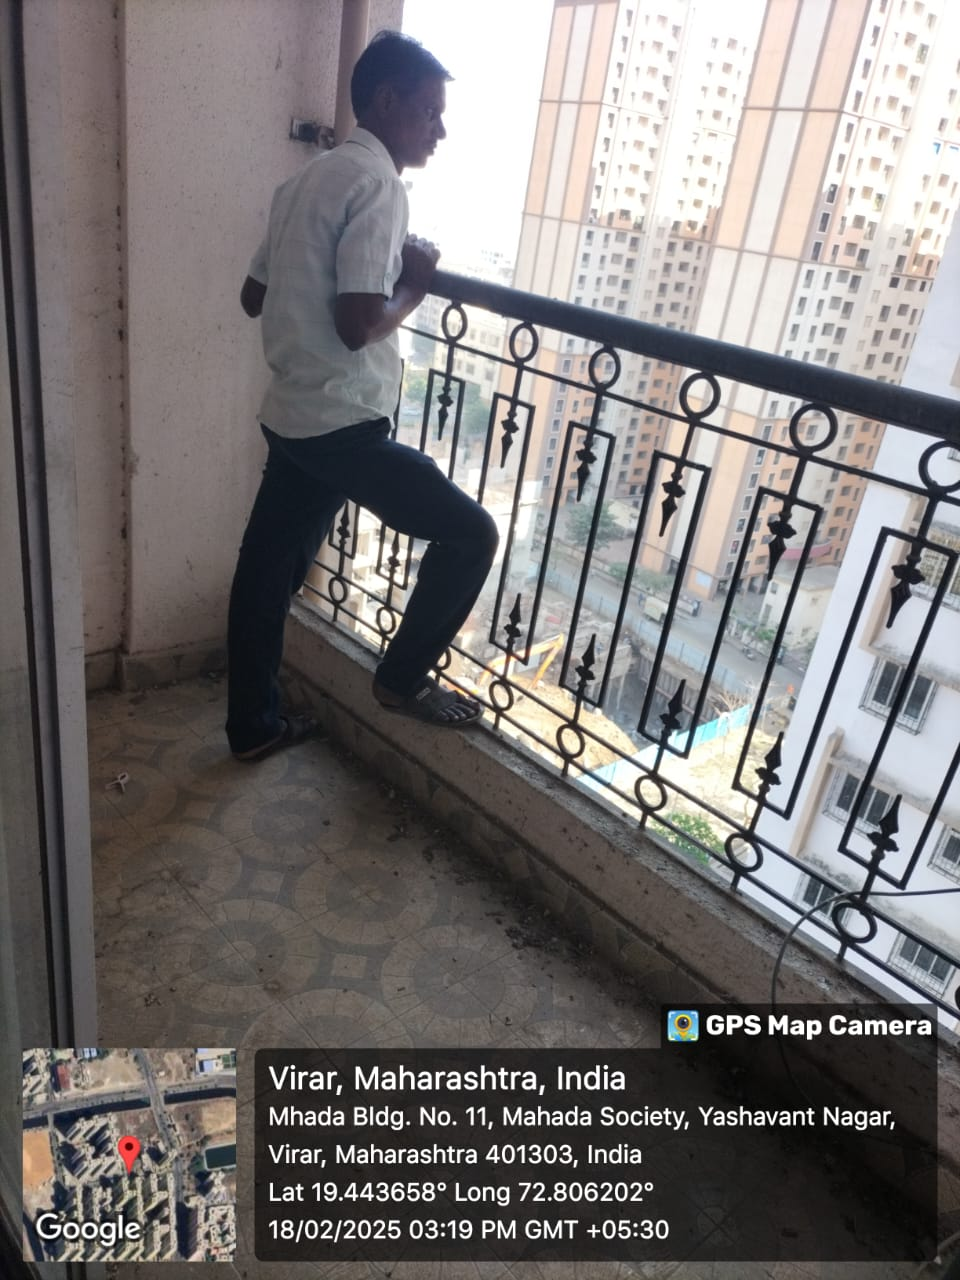 GPS Map Camera
Virar, Maharashtra, India
Mhada Bldg. No. 11, Mahada Society, Yashavant Nagar,
Virar, Maharashtra 401303, India
Lat 19.443658° Long 72.806202°
18/02/2025 03:19 PM GMT +05:30
Google